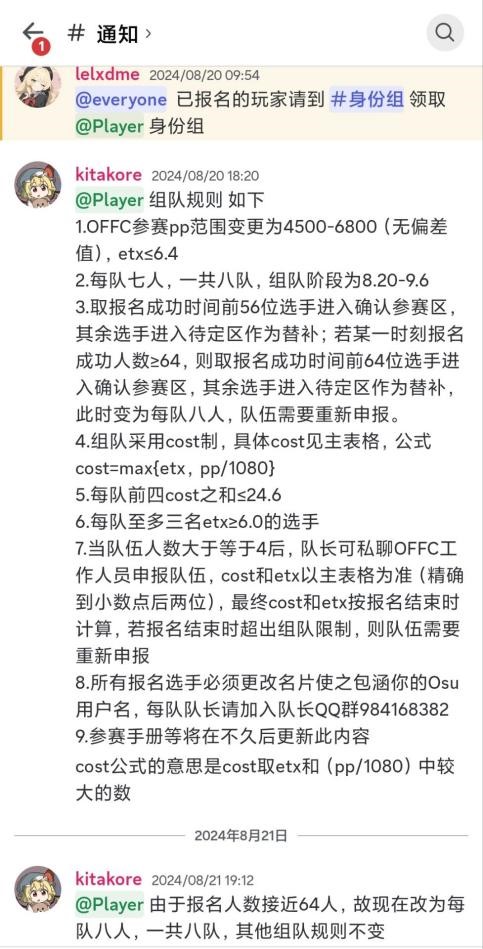 1
# 通知 ›
lelxdme 2024/08/20 09:54
@everyone 已报名的玩家请到 #身份组 领取
@Player 身份组
kitakore 2024/08/20 18:20
@Player 组队规则 如下
1.OFFC参赛pp范围变更为4500-6800（无偏差
值），etx≤6.4
2.每队七人，一共八队，组队阶段为8.20-9.6
3.取报名成功时间前56位选手进入确认参赛区，
其余选手进入待定区作为替补；若某一时刻报名
成功人数≥64，则取报名成功时间前64位选手进
入确认参赛区，其余选手进入待定区作为替补，
此时变为每队八人，队伍需要重新申报。
4.组队采用cost制，具体cost见主表格，公式
cost=max{etx，pp/1080}
5.每队前四cost之和≤24.6
6.每队至多三名etx≥6.0的选手
7.当队伍人数大于等于4后，队长可私聊OFFC工
作人员申报队伍，cost和etx以主表格为准（精确
到小数点后两位），最终cost和etx按报名结束时
计算，若报名结束时超出组队限制，则队伍需要
重新申报
8.所有报名选手必须更改名片使之包涵你的Osu
用户名，每队队长请加入队长QQ群984168382
9.参赛手册等将在不久后更新此内容
cost公式的意思是cost取etx和（pp/1080）中较
大的数
2024年8月21日
kitakore 2024/08/21 19:12
@Player 由于报名人数接近64人，故现在改为每
队八人，一共八队，其他组队规则不变